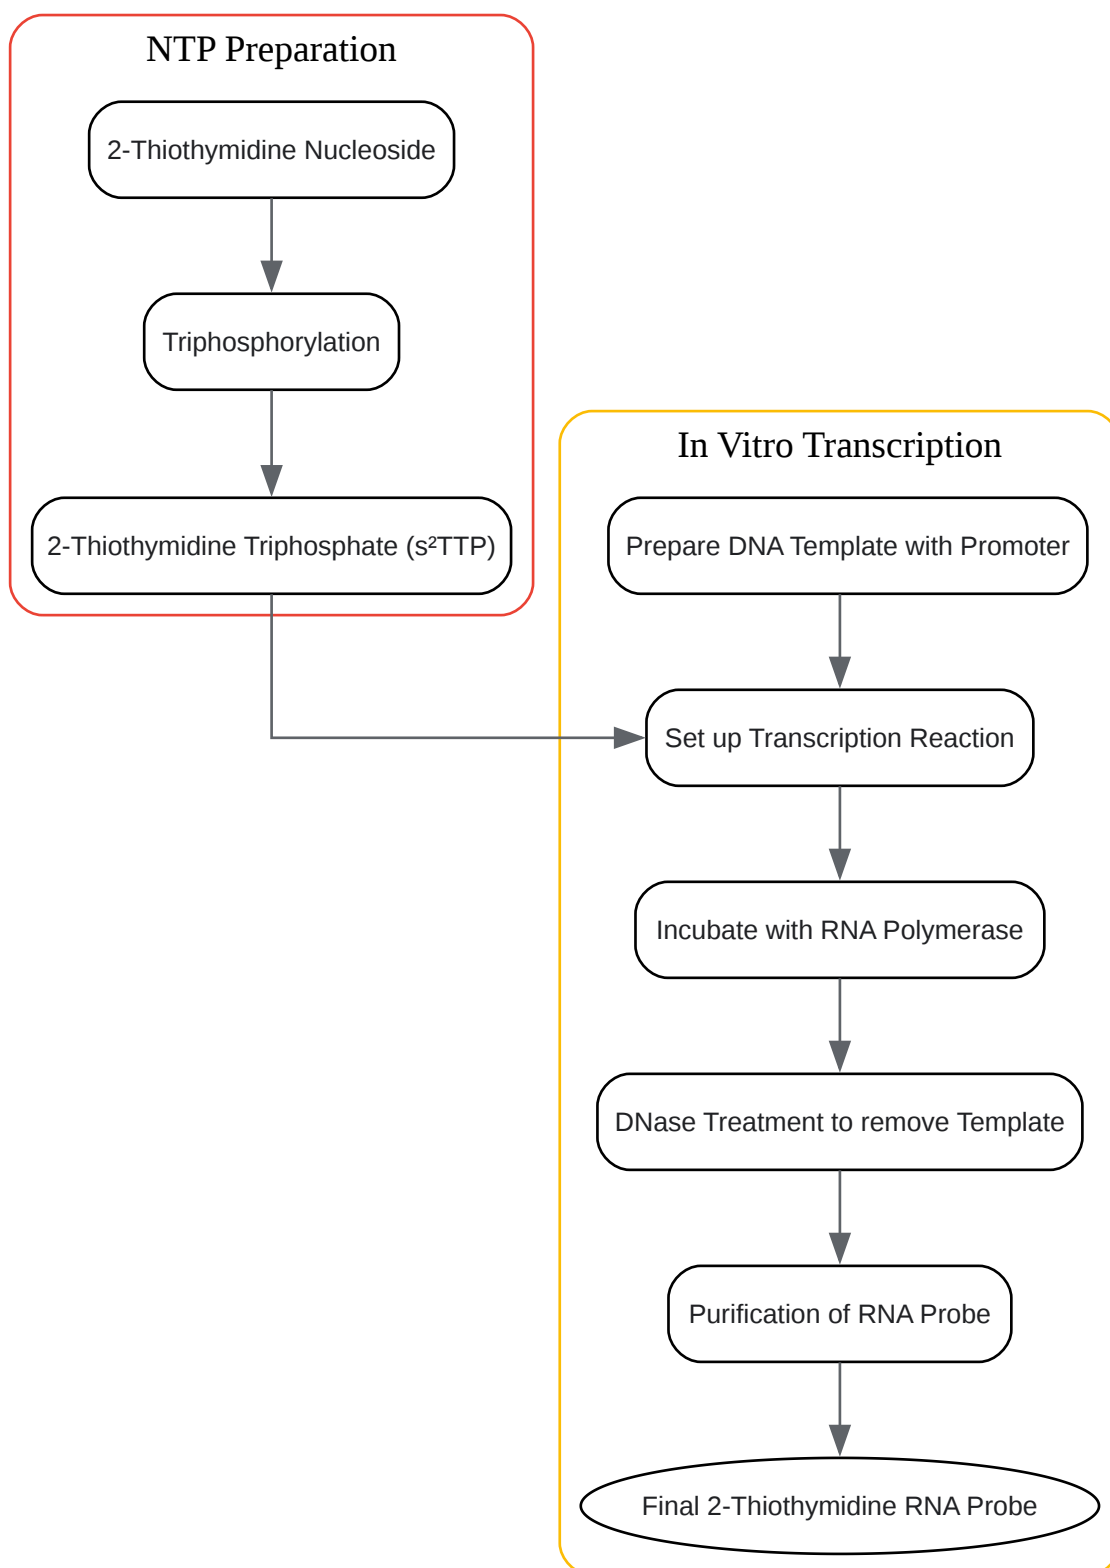 NTP Preparation
2-Thiothymidine Nucleoside
Triphosphorylation
2-Thiothymidine Triphosphate (s²TTP)
In Vitro Transcription
Prepare DNA Template with Promoter
Set up Transcription Reaction
Incubate with RNA Polymerase
DNase Treatment to remove Template
Purification of RNA Probe
Final 2-Thiothymidine RNA Probe